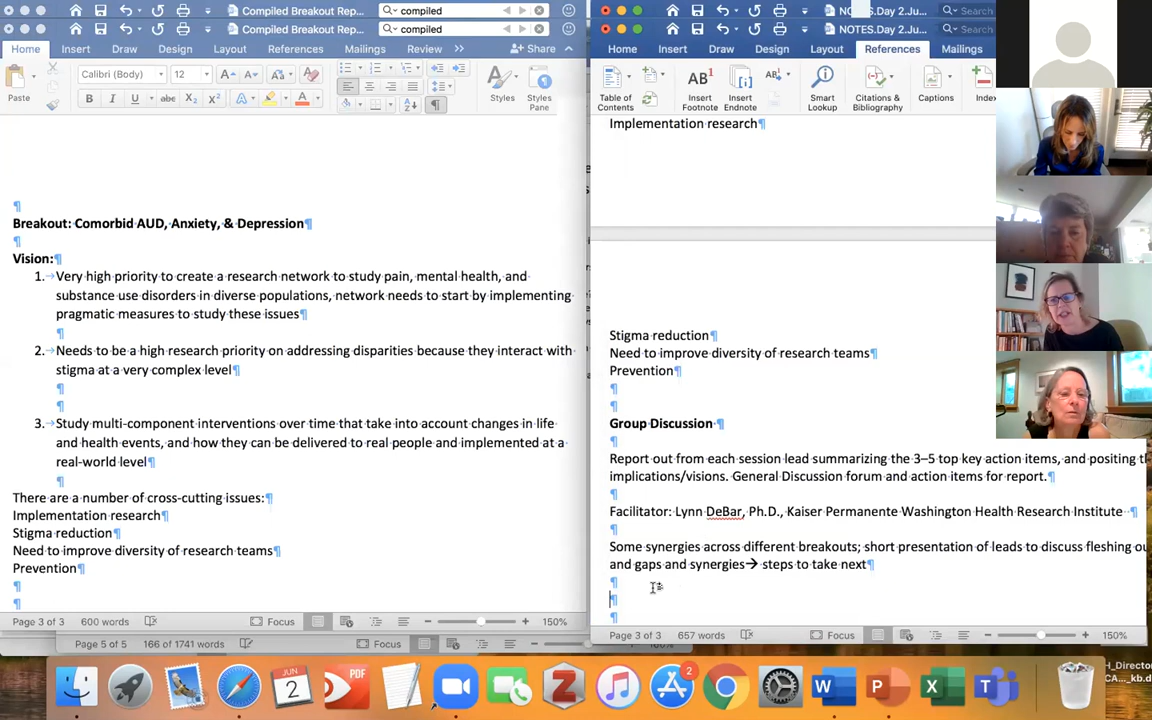 Compiled Breakout Rep...
compiled
Compiled Breakout Rep...
compiled
Home
Insert
Draw
Design
Layout
References
Mailings
Review
Share
Paste
Calibri (Body)
12
Styles
Styles
Pane
Breakout: Comorbid AUD, Anxiety, & Depression
Vision:
1. Very high priority to create a research network to study pain, mental health, and
substance use disorders in diverse populations, network needs to start by implementing
pragmatic measures to study these issues
2. Needs to be a high research priority on addressing disparities because they interact with
stigma at a very complex level
3. Study multi-component interventions over time that take into account changes in life
and health events, and how they can be delivered to real people and implemented at a
real-world level
There are a number of cross-cutting issues:
Implementation research
Stigma reduction
Need to improve diversity of research teams
Prevention
Page 3 of 3
600 words
Focus
150%
Page 5 of 5
166 of 1741 words
Focus
160%
NOTES.Day 2.Ju...
Search
NOTES.Day 2.Ju...
Search
Home
Insert
Draw
Design
Layout
References
Mailings
Table of
Contents
AB1
Insert
Footnote
Insert
Endnote
AB
Smart
Lookup
Citations &
Bibliography
Captions
Index
Implementation research
Stigma reduction
Need to improve diversity of research teams
Prevention
Group Discussion
Report out from each session lead summarizing the 3–5 top key action items, and positing th
implications/visions. General Discussion forum and action items for report.
Facilitator: Lynn DeBar, Ph.D., Kaiser Permanente Washington Health Research Institute
Some synergies across different breakouts; short presentation of leads to discuss fleshing ou
and gaps and synergies→ steps to take next
Page 3 of 3
657 words
Focus
150%
JUN
2
2
H_Directo
CA..._kb.d